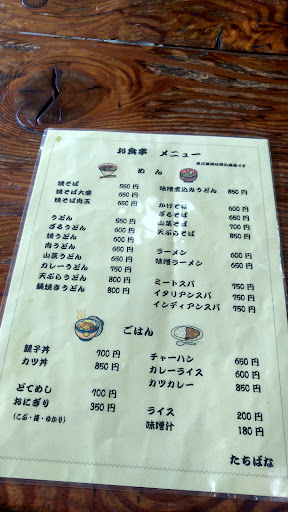 お食事 メニュー
めん
焼そば 550円
焼そば大盛 650円
焼そば肉玉 650円
うどん 550円
ざるうどん 600円
焼うどん 600円
肉うどん 700円
山菜うどん 700円
カレーうどん 750円
天ぷらうどん 800円
鍋焼きうどん 800円
味噌煮込みうどん 850円
かけそば 600円
ざるそば 650円
山菜そば 750円
天ぷらそば 850円
ラーメン 600円
味噌ラーメン 650円
ミートスパ 750円
イタリアンスパ 750円
インディアンスパ 750円
ごはん
親子丼 700円
カツ丼 850円
どてめし 700円
おにぎり 350円
(こぶ・梅・ゆかり)
チャーハン 650円
カレーライス 600円
カツカレー 850円
ライス 200円
味噌汁 180円
たちばな